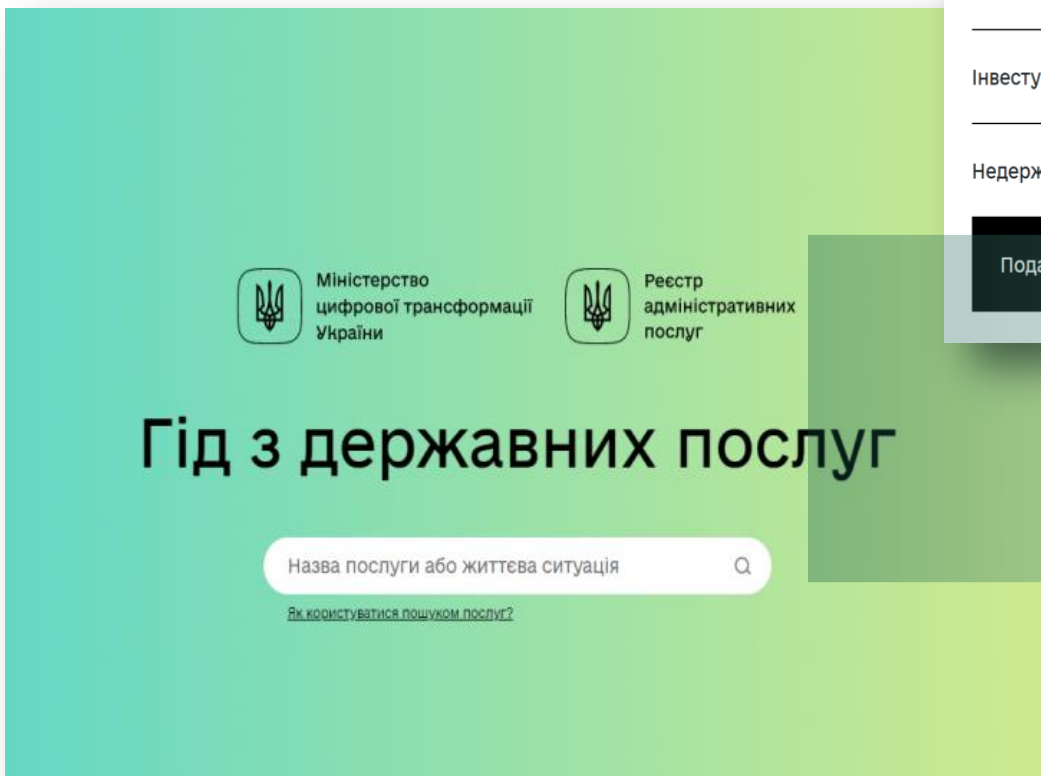 Міністерство
цифрової трансформації
України
Реєстр
адміністративних
послуг
Гід з державних послуг
Назва послуги або життєва ситуація
Як користуватися пошуком послуг?
Інвесту
Недерж
Пода